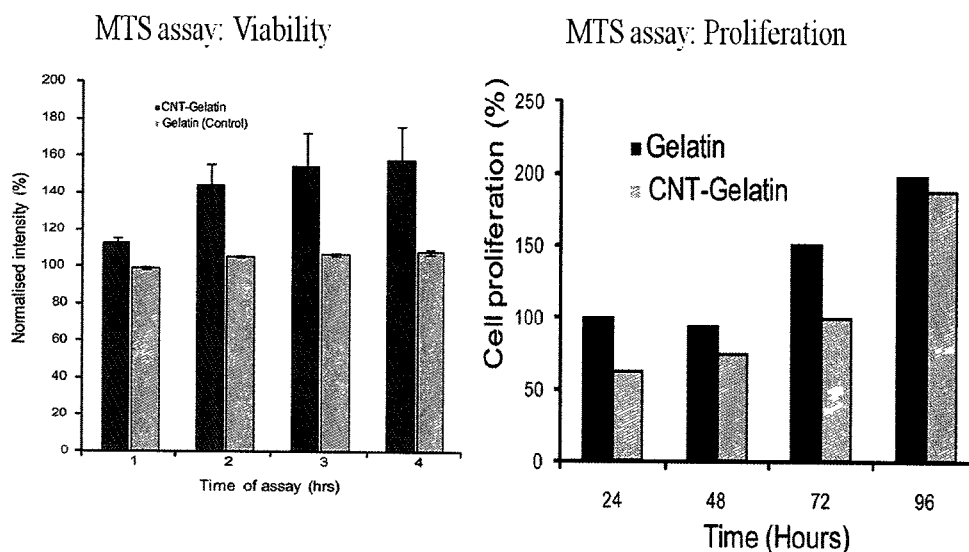 MTS assay: Viability
200
180
160
140
120
100
80
60
40
20
0
Normalised intensity (%)
CNT-Gelatin
Gelatin (Control)
1 2 3 4
Time of assay (hrs)
MTS assay: Proliferation
250
200
150
100
50
0
Cell proliferation (%)
Gelatin
CNT-Gelatin
24 48 72 96
Time (Hours)